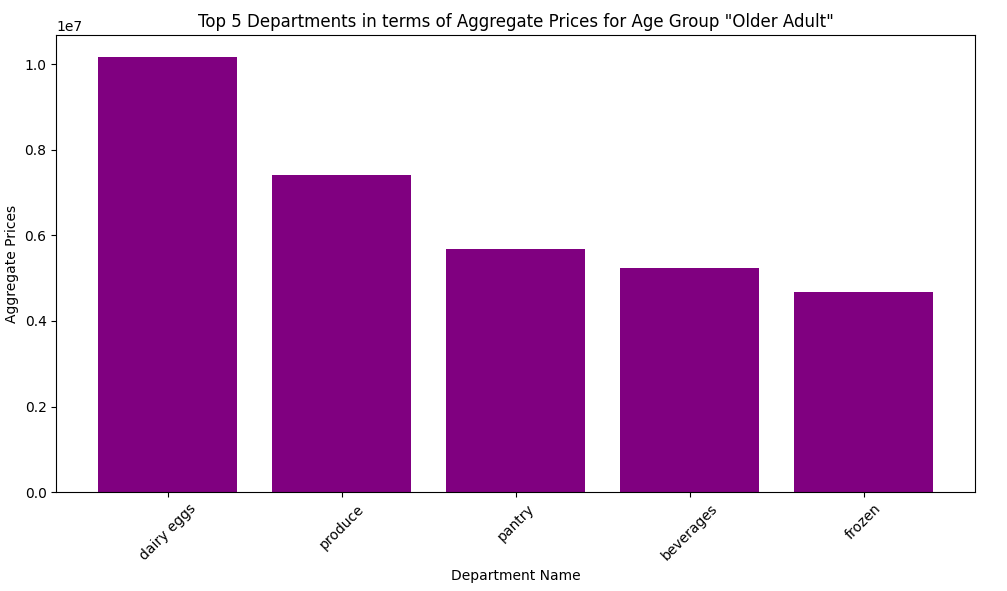 Top 5 Departments in terms of Aggregate Prices for Age Group "Older Adult"
1e7
1.0
0.8
0.6
0.4
0.2
0.0
Aggregate Prices
dairy eggs
produce
pantry
beverages
frozen
Department Name